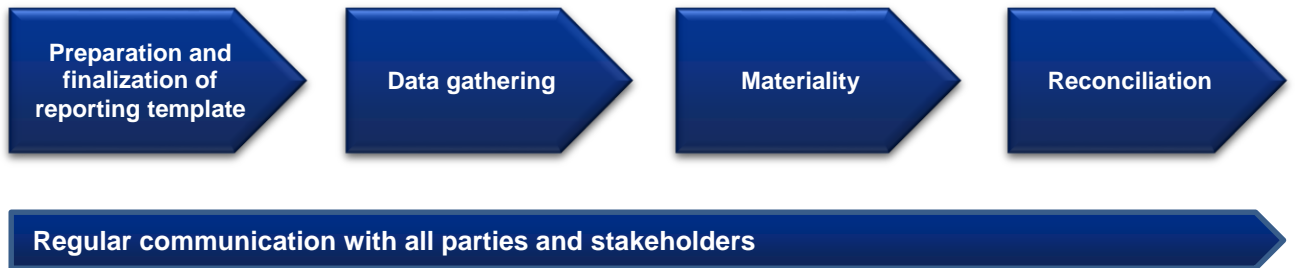 Preparation and
finalization of
reporting template
Data gathering
Materiality
Reconciliation
Regular communication with all parties and stakeholders